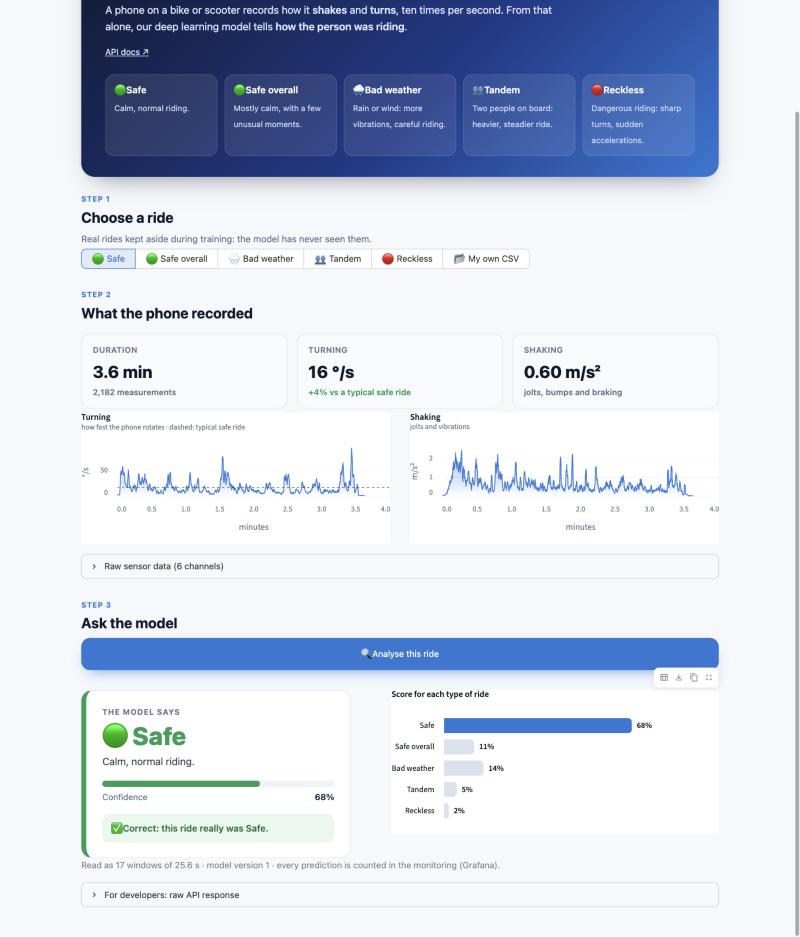 A phone on a bike or scooter records how it shakes and turns, ten times per second. From that
alone, our deep learning model tells how the person was riding.
API docs ↗
Safe
Calm, normal riding.
Safe overall
Mostly calm, with a few
unusual moments.
Bad weather
Rain or wind: more
vibrations, careful riding.
Tandem
Two people on board:
heavier, steadier ride.
Reckless
Dangerous riding: sharp
turns, sudden
accelerations.
STEP 1
Choose a ride
Real rides kept aside during training: the model has never seen them.
Safe
Safe overall
Bad weather
Tandem
Reckless
My own CSV
STEP 2
What the phone recorded
DURATION
3.6 min
2,182 measurements
TURNING
16 °/s
+4% vs a typical safe ride
SHAKING
0.60 m/s²
jolts, bumps and braking
Turning
how fast the phone rotates · dashed: typical safe ride
°/s
50
0
0.0 0.5 1.0 1.5 2.0 2.5 3.0 3.5 4.0
minutes
Shaking
jolts and vibrations
m/s²
2
1
0
0.0 0.5 1.0 1.5 2.0 2.5 3.0 3.5 4.0
minutes
Raw sensor data (6 channels)
STEP 3
Ask the model
Analyse this ride
THE MODEL SAYS
Safe
Calm, normal riding.
Confidence 68%
Correct: this ride really was Safe.
Score for each type of ride
Safe 68%
Safe overall 11%
Bad weather 14%
Tandem 5%
Reckless 2%
Read as 17 windows of 25.6 s · model version 1 · every prediction is counted in the monitoring (Grafana).
For developers: raw API response